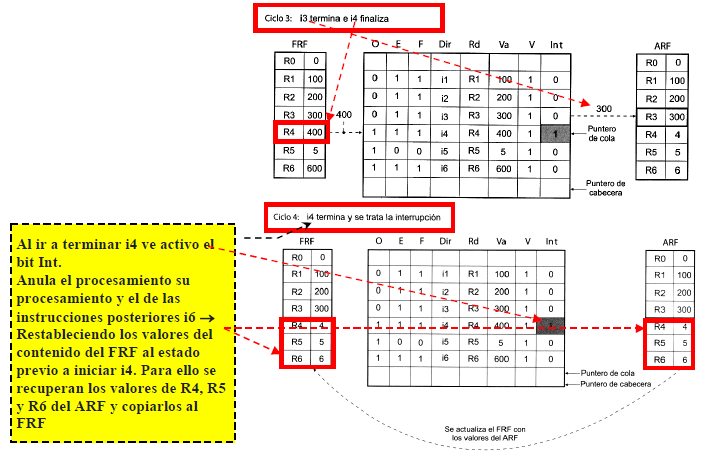 Ciclo 3: i3 termina e i4 finaliza
FRF
O E F Dir Rd Va V Int
ARF
R0 0
R1 100
R2 200
R3 300
R4 400
R5 5
R6 600
400
0 1 1 i1 R1 100 1 0
0 1 1 i2 R2 200 1 0
0 1 1 i3 R3 300 1 0
1 1 1 i4 R4 400 1 1
1 0 0 i5 R5 5 1 0
1 1 1 i6 R6 600 1 0
300
Puntero
de cola
Puntero de
cabecera
R0 0
R1 100
R2 200
R3 300
R4 4
R5 5
R6 6
Ciclo 4: i4 termina y se trata la interrupción
Al ir a terminar i4 ve activo el
bit Int.
Anula el procesamiento su
procesamiento y el de las
instrucciones posteriores i6 →
Restableciendo los valores del
contenido del FRF al estado
previo a iniciar i4. Para ello se
recuperan los valores de R4, R5
y R6 del ARF y copiarlos al
FRF
FRF
O E F Dir Rd Va V Int
ARF
R0 0
R1 100
R2 200
R3 300
R4 4
R5 5
R6 6
0 1 1 i1 R1 100 1 0
0 1 1 i2 R2 200 1 0
0 1 1 i3 R3 300 1 0
1 1 1 i4 R4 400 1
1 0 0 i5 R5 5 1 0
1 1 1 i6 R6 600 1 0
Puntero de cola
Puntero de cabecera
R0 0
R1 100
R2 200
R3 300
R4 4
R5 5
R6 6
Se actualiza el FRF con
los valores del ARF